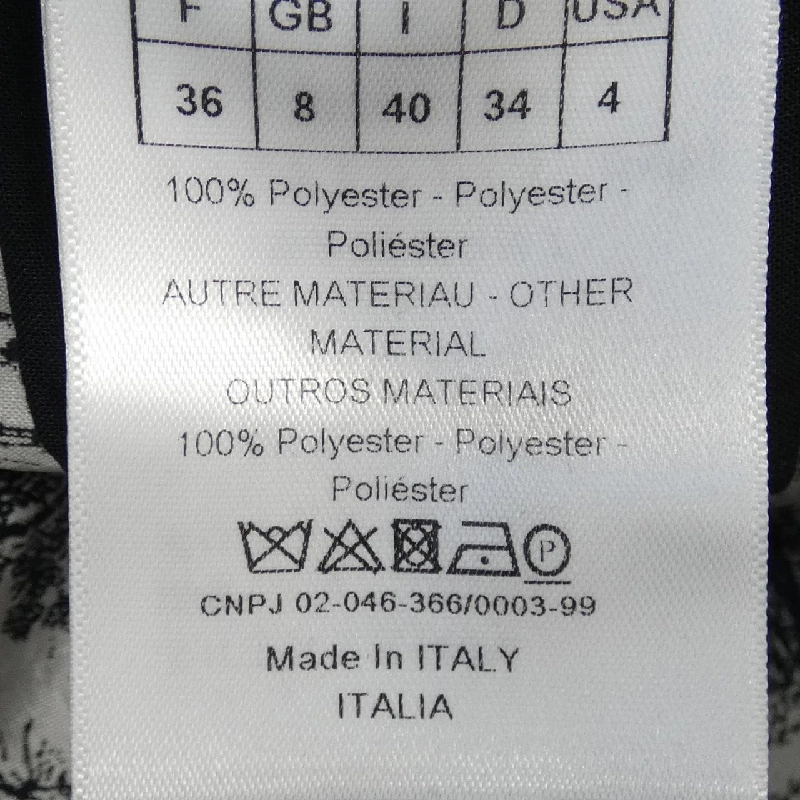 F GB I D USA
36 8 40 34 4
100% Polyester - Polyester -
Poliéster
AUTRE MATERIAU - OTHER
MATERIAL
OUTROS MATERIAIS
100% Polyester - Polyester -
Poliéster
P
CNPJ 02-046-366/0003-99
Made In ITALY
ITALIA